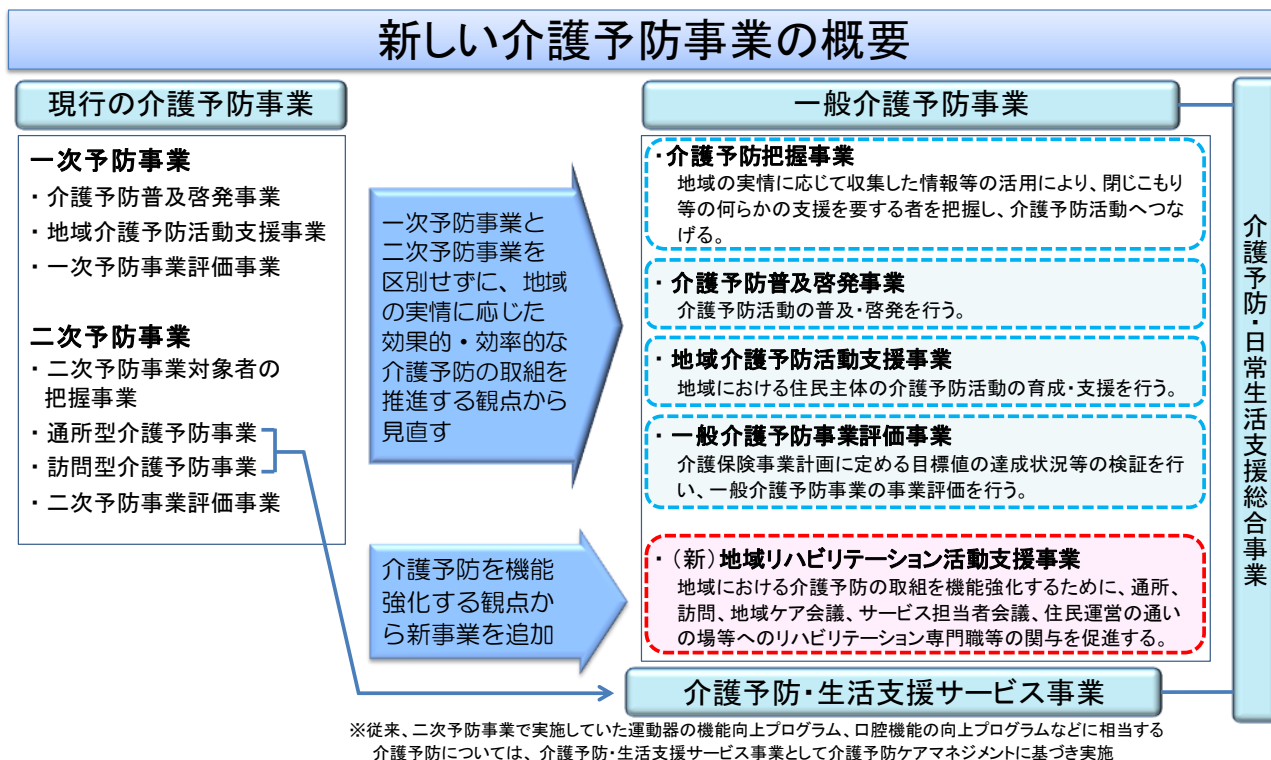 新しい介護予防事業の概要
現行の介護予防事業
一次予防事業
・介護予防普及啓発事業
・地域介護予防活動支援事業
・一次予防事業評価事業
二次予防事業
・二次予防事業対象者の
把握事業
・通所型介護予防事業
・訪問型介護予防事業
・二次予防事業評価事業
一次予防事業と
二次予防事業を
区別せずに、地域
の実情に応じた
効果的・効率的な
介護予防の取組を
推進する観点から
見直す
介護予防を機能
強化する観点か
ら新事業を追加
一般介護予防事業
・介護予防把握事業
地域の実情に応じて収集した情報等の活用により、閉じこもり
等の何らかの支援を要する者を把握し、介護予防活動へつな
げる。
・介護予防普及啓発事業
介護予防活動の普及・啓発を行う。
・地域介護予防活動支援事業
地域における住民主体の介護予防活動の育成・支援を行う。
・一般介護予防事業評価事業
介護保険事業計画に定める目標値の達成状況等の検証を行
い、一般介護予防事業の事業評価を行う。
・（新）地域リハビリテーション活動支援事業
地域における介護予防の取組を機能強化するために、通所、
訪問、地域ケア会議、サービス担当者会議、住民運営の通い
の場等へのリハビリテーション専門職等の関与を促進する。
介護予防・生活支援サービス事業
介護予防・日常生活支援総合事業
※従来、二次予防事業で実施していた運動器の機能向上プログラム、口腔機能の向上プログラムなどに相当する
介護予防については、介護予防・生活支援サービス事業として介護予防ケアマネジメントに基づき実施